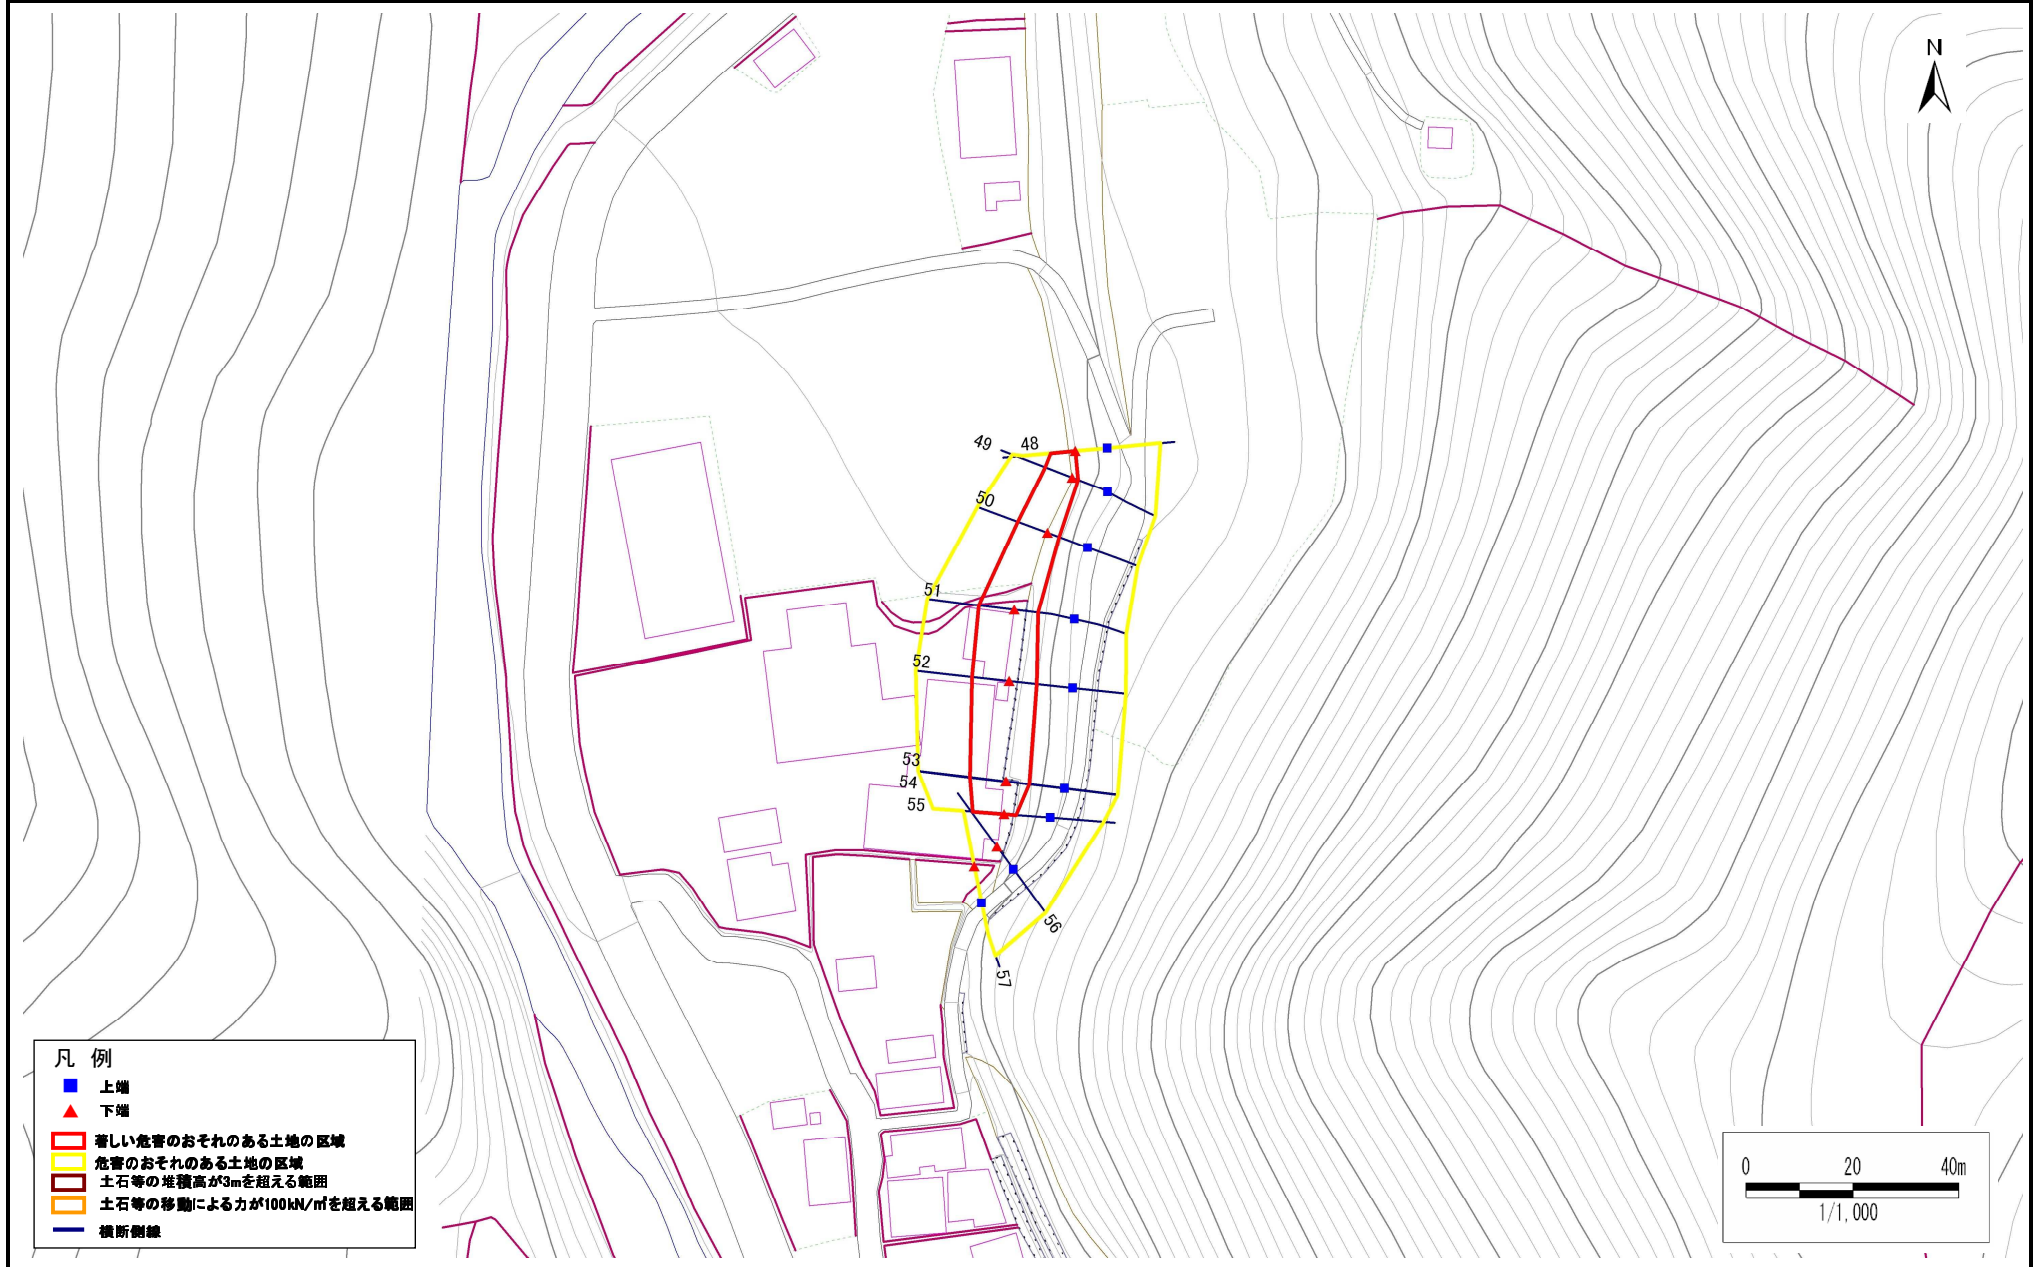 N
49
48
50
51
52
53
54
55
56
57
凡 例
上端
下端
著しい危害のおそれのある土地の区域
危害のおそれのある土地の区域
土石等の堆積高が3mを超える範囲
土石等の移動による力が100kN/㎡を超える範囲
横断側線
0 20 40m
1/1,000